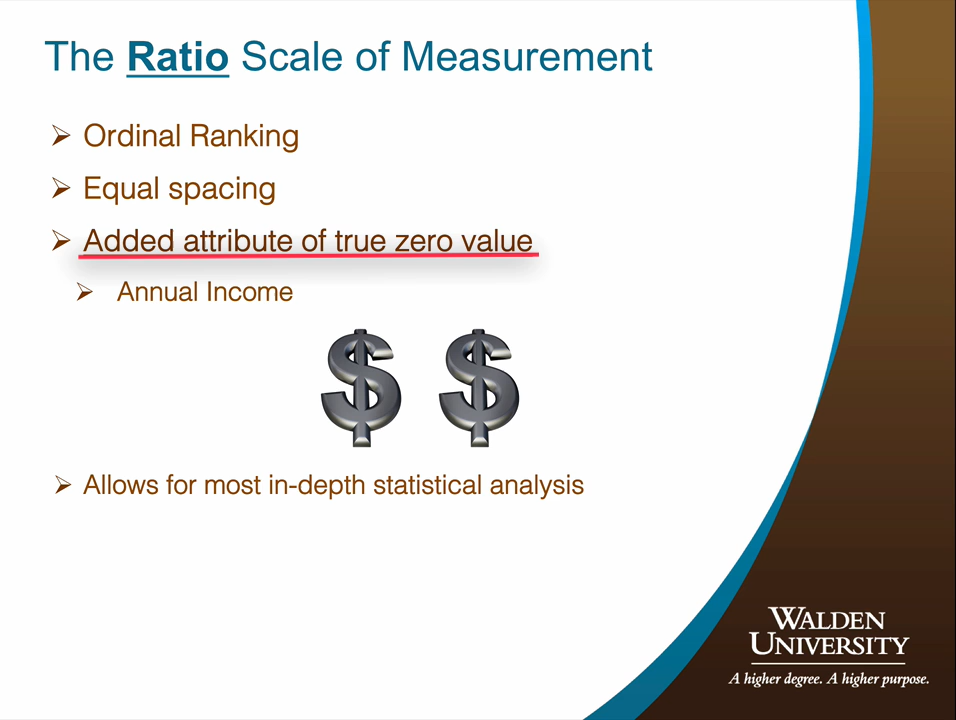 The Ratio Scale of Measurement
Ordinal Ranking
Equal spacing
Added attribute of true zero value
Annual Income
$ $
Allows for most in-depth statistical analysis
WALDEN
UNIVERSITY
A higher degree. A higher purpose.